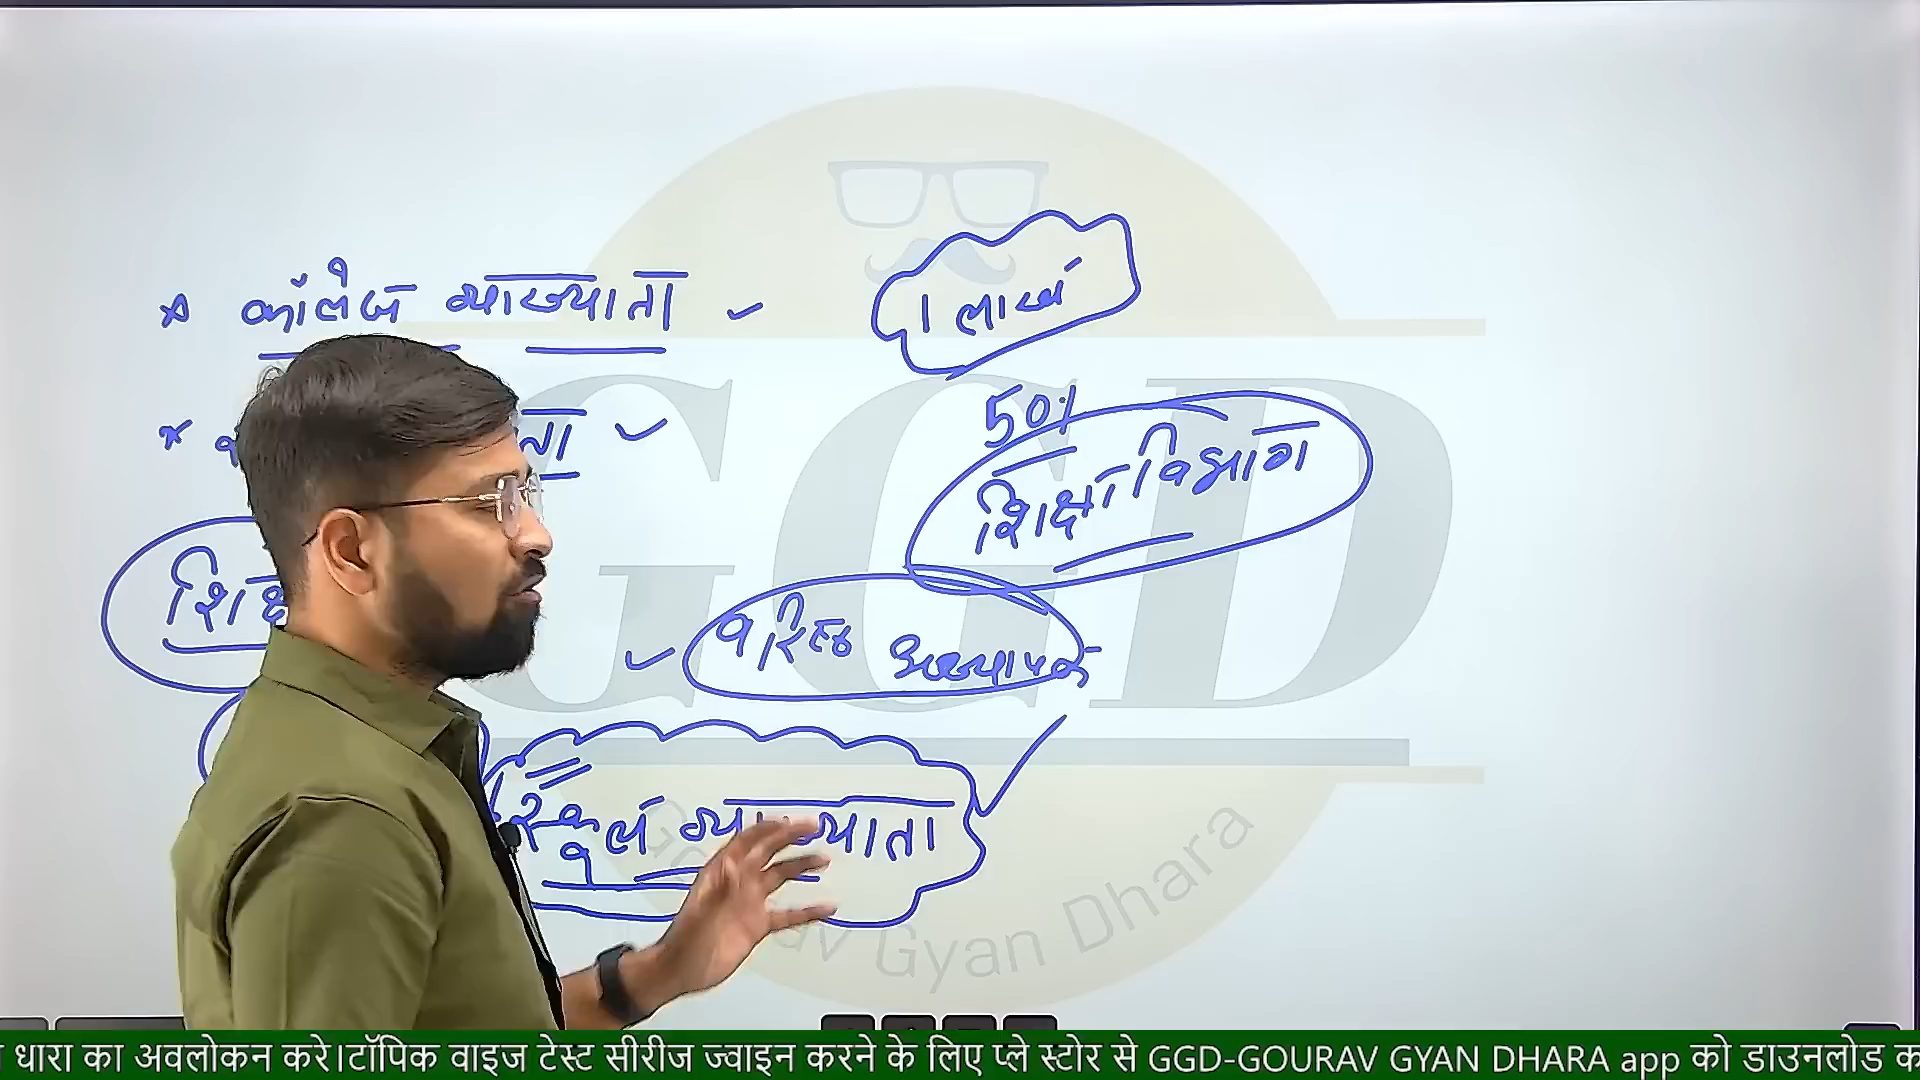 * कॉलेज व्याख्याता
1 लाख
50%
शिक्षा विभाग
वरिष्ठ अध्यापक
स्कूल व्याख्याता
GGD
Gyan Dhara
धारा का अवलोकन करे।टॉपिक वाइज टेस्ट सीरीज ज्वाइन करने के लिए प्ले स्टोर से GGD-GOURAV GYAN DHARA app को डाउनलोड